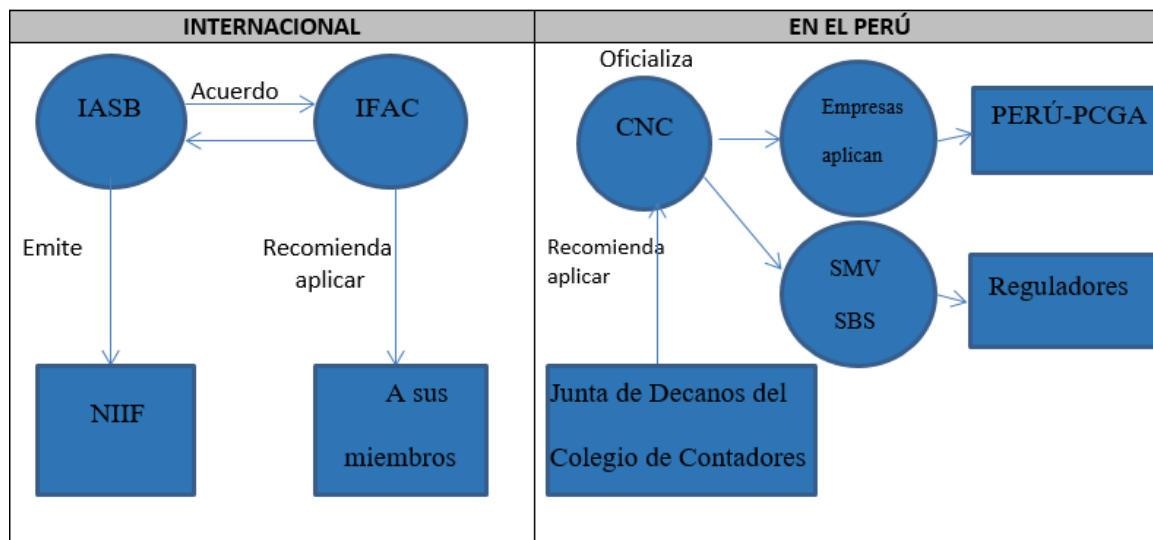 INTERNACIONAL
IASB
Acuerdo
IFAC
Emite
Recomienda
aplicar
NIIF
A sus
miembros
EN EL PERÚ
Oficializa
CNC
Empresas
aplican
PERÚ-PCGA
Recomienda
aplicar
SMV
SBS
Reguladores
Junta de Decanos del
Colegio de Contadores